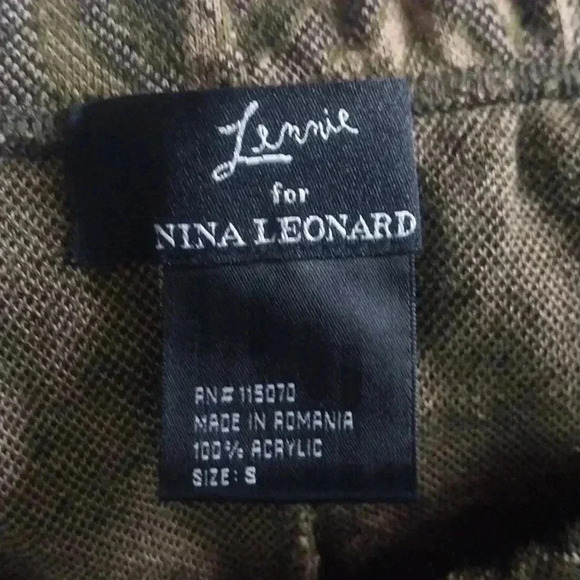 Lennie
for
NINA LEONARD
RN# 115070
MADE IN ROMANIA
100% ACRYLIC
SIZE: S